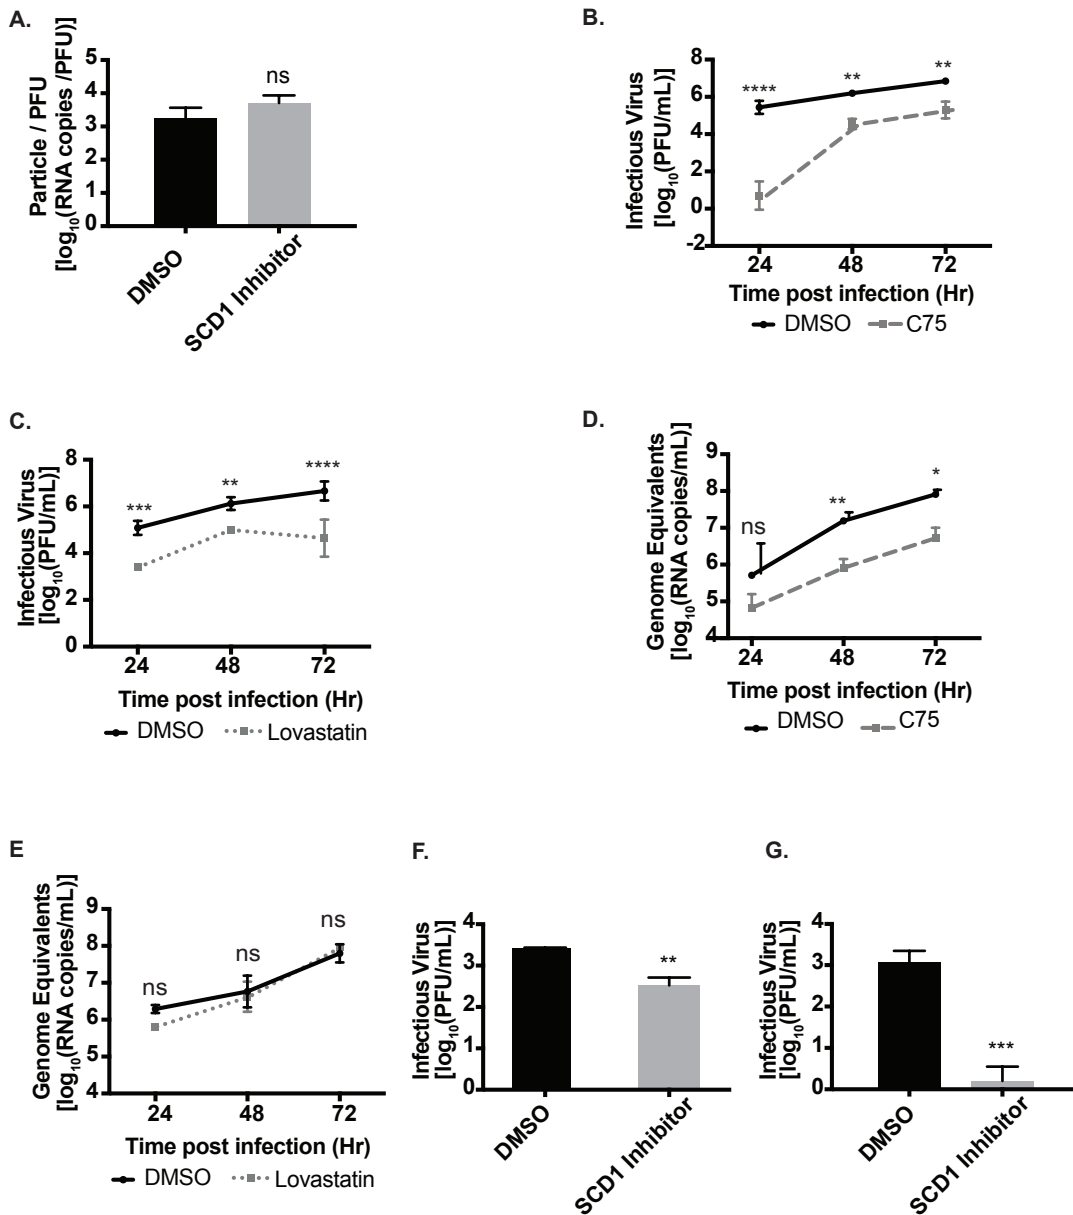 A.
Particle / PFU
[log10(RNA copies /PFU)]
5
4
3
2
1
0
ns
DMSO
SCD1 Inhibitor
B.
Infectious Virus
[log10(PFU/mL)]
8
6
4
2
0
-2
****
**
**
24
48
72
Time post infection (Hr)
DMSO
C75
C.
Infectious Virus
[log10(PFU/mL)]
8
6
4
2
0
***
**
****
24
48
72
Time post infection (Hr)
DMSO
Lovastatin
D.
Genome Equivalents
[log10(RNA copies/mL)]
9
8
7
6
5
4
ns
**
*
24
48
72
Time post infection (Hr)
DMSO
C75
E
Genome Equivalents
[log10(RNA copies/mL)]
9
8
7
6
5
4
ns
ns
ns
24
48
72
Time post infection (Hr)
DMSO
Lovastatin
F.
Infectious Virus
[log10(PFU/mL)]
4
3
2
1
0
**
DMSO
SCD1 Inhibitor
G.
Infectious Virus
[log10(PFU/mL)]
4
3
2
1
0
***
DMSO
SCD1 Inhibitor